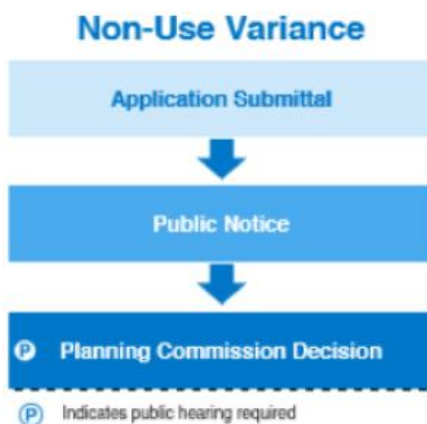 Non-Use Variance
Application Submittal
Public Notice
P Planning Commission Decision
P Indicates public hearing required